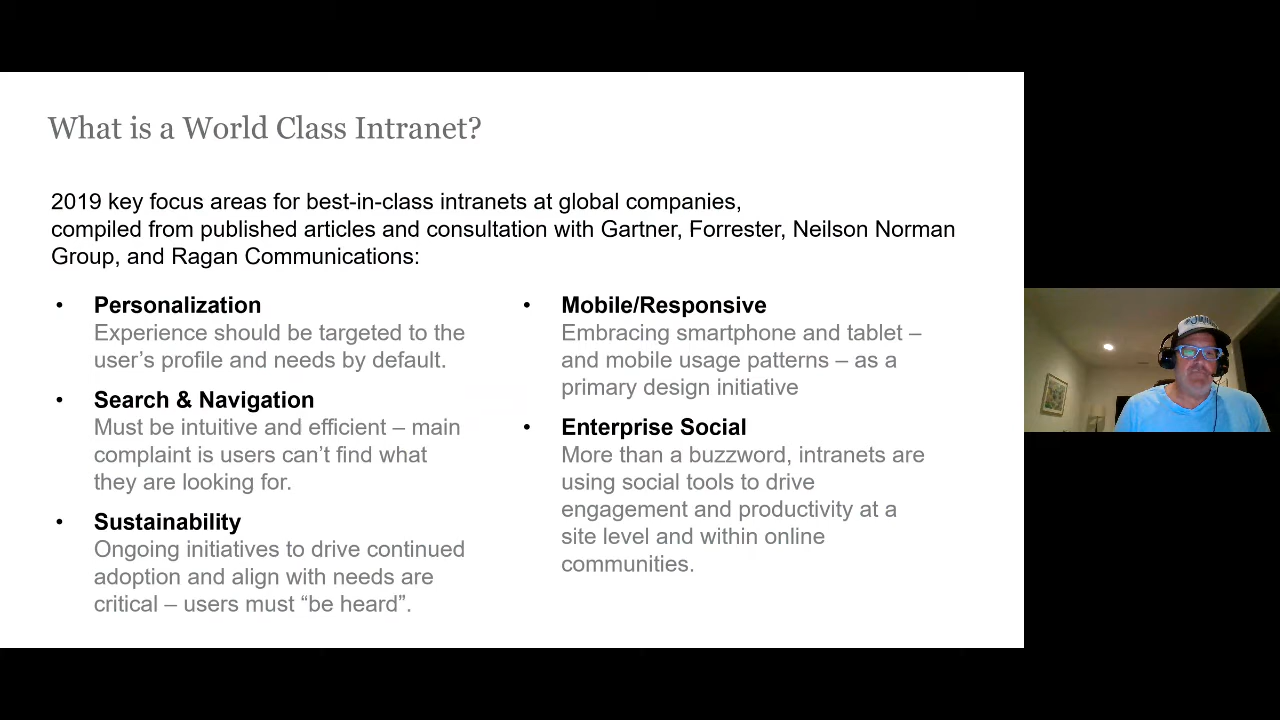 What is a World Class Intranet?
2019 key focus areas for best-in-class intranets at global companies,
compiled from published articles and consultation with Gartner, Forrester, Neilson Norman
Group, and Ragan Communications:
• Personalization
Experience should be targeted to the
user’s profile and needs by default.
• Search & Navigation
Must be intuitive and efficient – main
complaint is users can’t find what
they are looking for.
• Sustainability
Ongoing initiatives to drive continued
adoption and align with needs are
critical – users must “be heard”.
• Mobile/Responsive
Embracing smartphone and tablet –
and mobile usage patterns – as a
primary design initiative
• Enterprise Social
More than a buzzword, intranets are
using social tools to drive
engagement and productivity at a
site level and within online
communities.